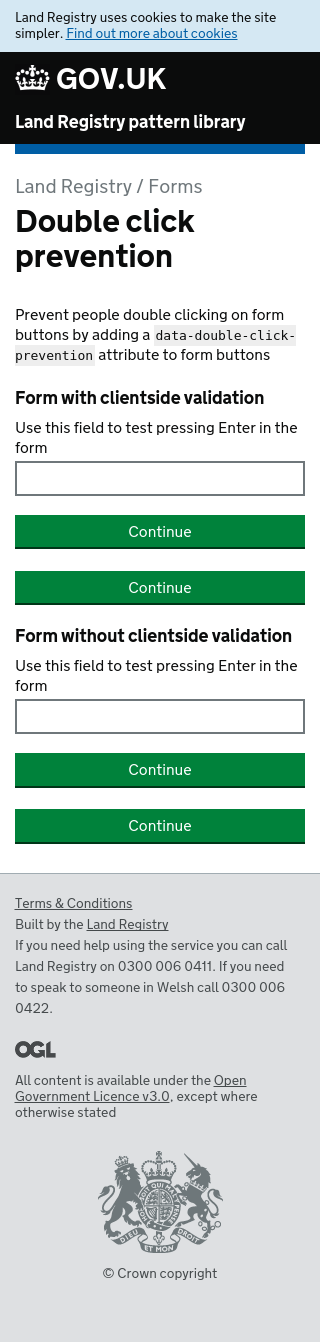 Land Registry uses cookies to make the site
simpler. Find out more about cookies
GOV.UK
Land Registry pattern library
Land Registry / Forms
Double click
prevention
Prevent people double clicking on form
buttons by adding a data-double-click-
prevention attribute to form buttons
Form with clientside validation
Use this field to test pressing Enter in the
form
Continue
Continue
Form without clientside validation
Use this field to test pressing Enter in the
form
Continue
Continue
Terms & Conditions
Built by the Land Registry
If you need help using the service you can call
Land Registry on 0300 006 0411. If you need
to speak to someone in Welsh call 0300 006
0422.
OGL
All content is available under the Open
Government Licence v3.0, except where
otherwise stated
DIEU ET MON DROIT
© Crown copyright